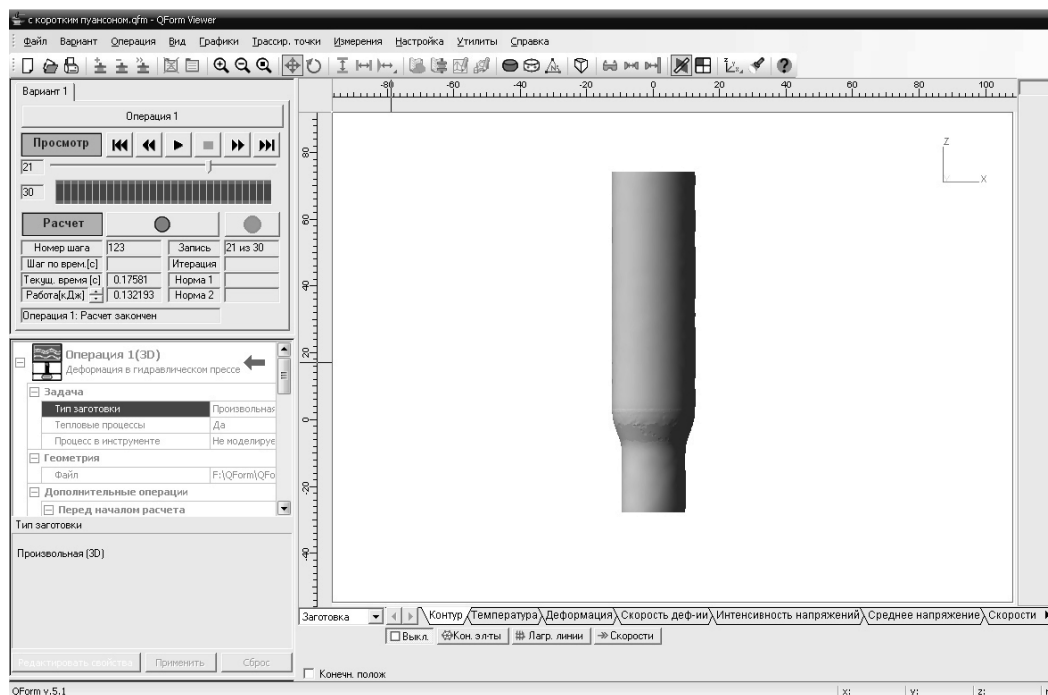 с коротким пуансоном.qfm - QForm Viewer
Файл Вариант Операция Вид Графики Трассир. точки Измерения Настройка Утилиты Справка
Вариант 1
Операция 1
Просмотр
21
30
Расчет
Номер шага 123 Запись 21 из 30
Шаг по врем.[с] Итерация
Текущ. время [с] 0.17581 Норма 1
Работа[кДж] 0.132193 Норма 2
Операция 1: Расчет закончен
Операция 1(3D)
Деформация в гидравлическом прессе
Задача
Тип заготовки Произвольная
Тепловые процессы Да
Процесс в инструменте Не моделируе
Геометрия
Файл F:\QForm\QFo
Дополнительные операции
Перед началом расчета
Тип заготовки
Произвольная (3D)
Редактировать свойства Применить Сброс
-80 -60 -40 -20 0 20 40 60 80 100
80
60
40
20
0
-20
-40
Z
X
Заготовка Контур Температура Деформация Скорость деф-ии Интенсивность напряжений Среднее напряжение Скорости
Выкл. Кон. эл-ты Лагр. линии Скорости
Конечн. полож
QForm v.5.1 x: y: z: